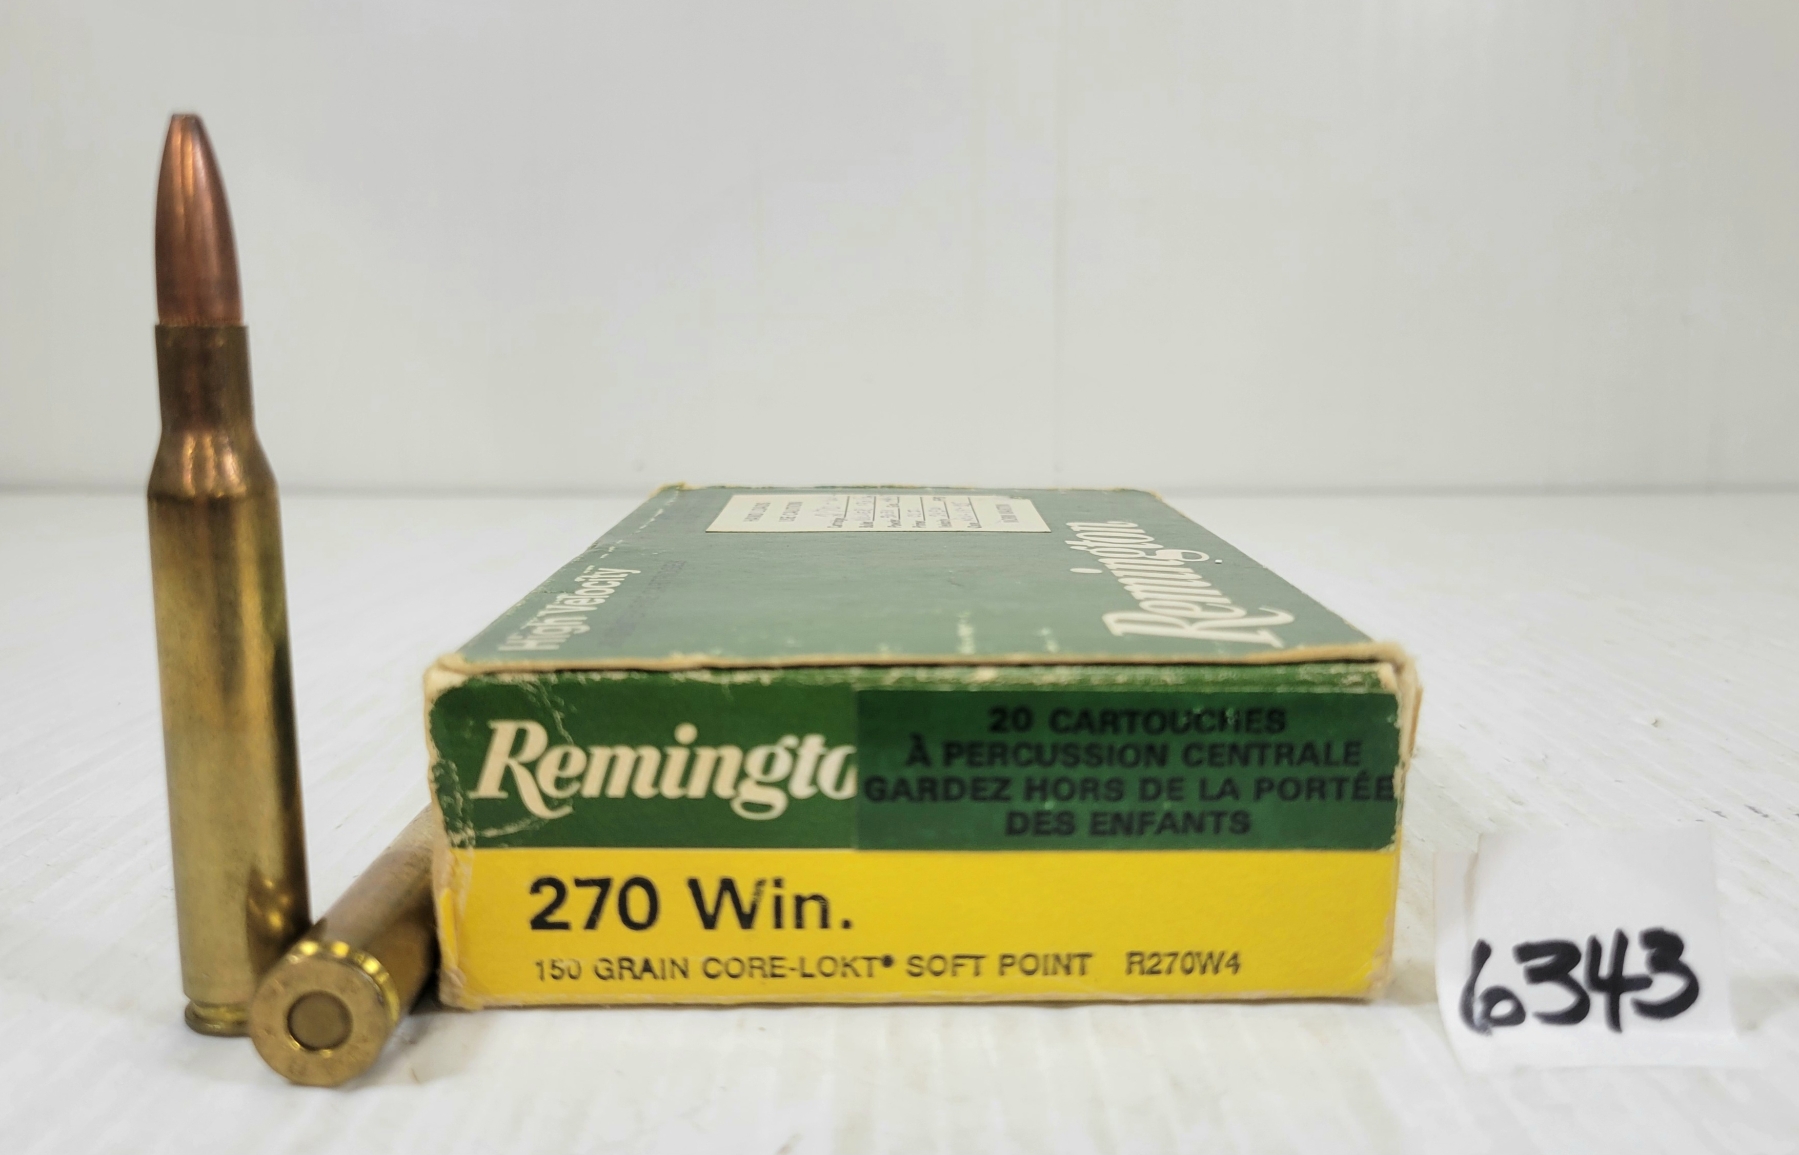 High Velocity
Remington
Remingto
20 CARTOUCHES
À PERCUSSION CENTRALE
GARDEZ HORS DE LA PORTÉE
DES ENFANTS
270 Win.
150 GRAIN CORE-LOKT® SOFT POINT R270W4
6343